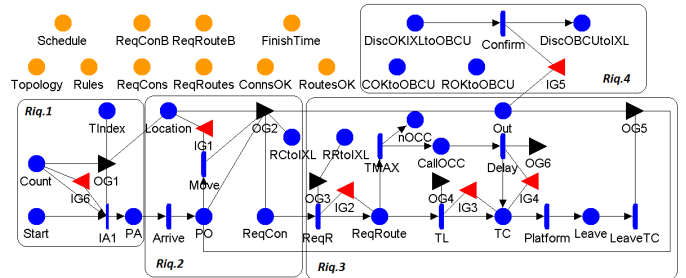 DiscOKIXLtoOBCU
DiscOBCUtoIXL
Confirm
Schedule
ReqConB
ReqRouteB
FinishTime
Topology
Rules
ReqCons
ReqRoutes
ConnsOK
RoutesOK
COKtoOBCU
ROKtoOBCU
IG5
Riq.4
Riq.1
Riq.2
Riq.3
TIndex
Location
IG1
OG2
RCtoIXL
RRtoIXL
TMAX
nOCC
CallOCC
Out
Delay
OG6
OG5
Count
IG6
OG1
Move
OG3
IG2
OG4
IG3
IG4
Start
IA1
PA
Arrive
PO
ReqCon
ReqR
ReqRoute
TL
TC
Platform
Leave
LeaveTC